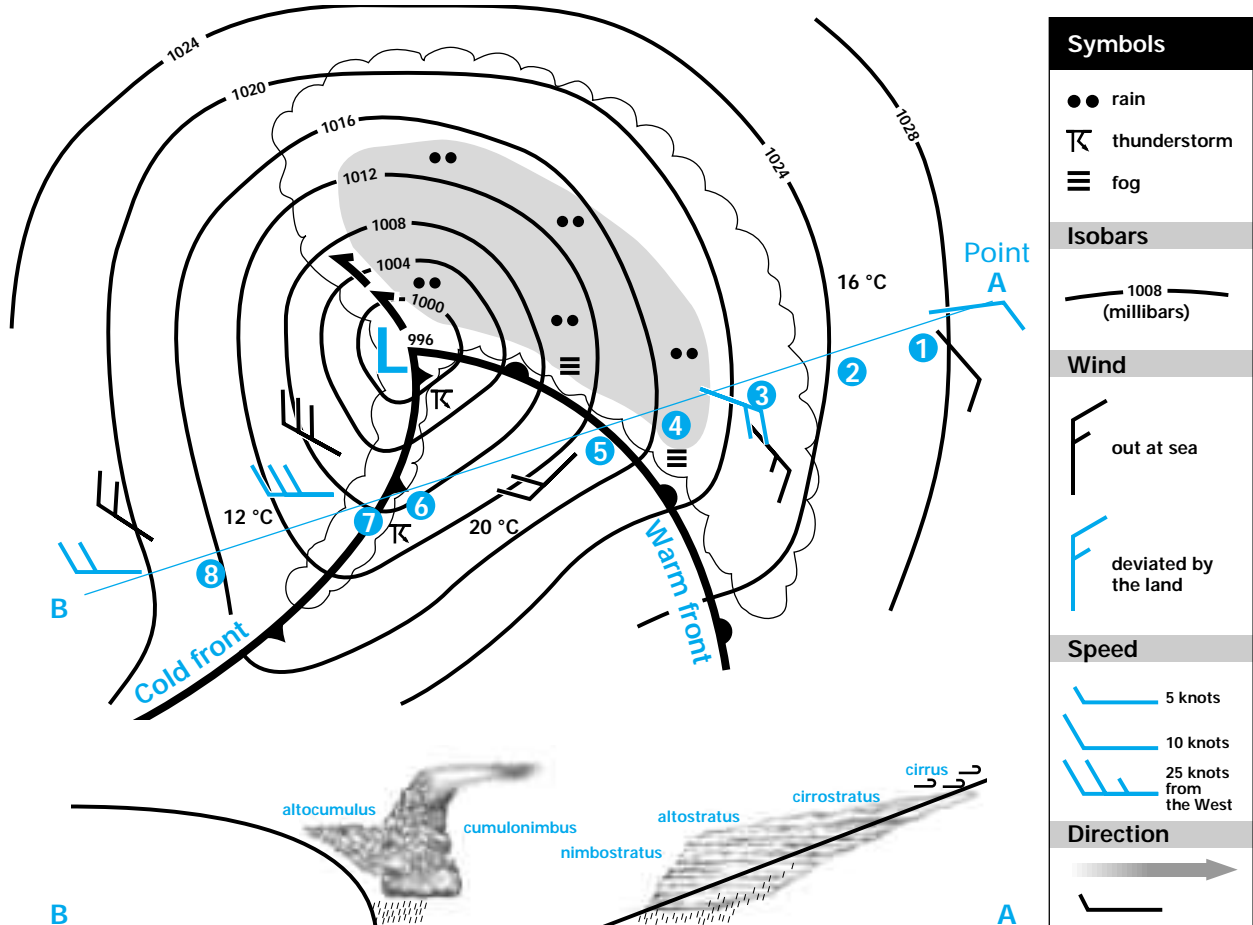 1024
1020
1016
1012
1008
1004
1000
996
L
1024
1028
16 °C
Point
A
1
2
3
4
5
6
7
8
12 °C
20 °C
B
Cold front
Warm front
altocumulus
cumulonimbus
nimbostratus
altostratus
cirrostratus
cirrus
B
A
Symbols
rain
thunderstorm
fog
Isobars
1008
(millibars)
Wind
out at sea
deviated by
the land
Speed
5 knots
10 knots
25 knots
from
the West
Direction